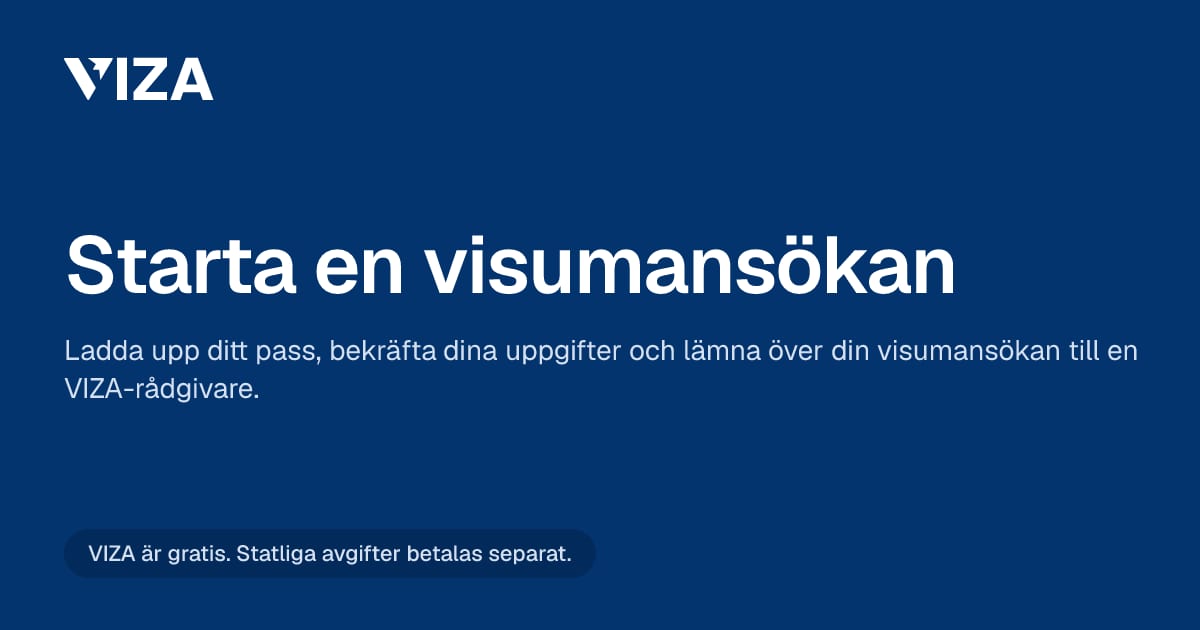 VIZA
Starta en visumansökan
Ladda upp ditt pass, bekräfta dina uppgifter och lämna över din visumansökan till en
VIZA-rådgivare.
VIZA är gratis. Statliga avgifter betalas separat.